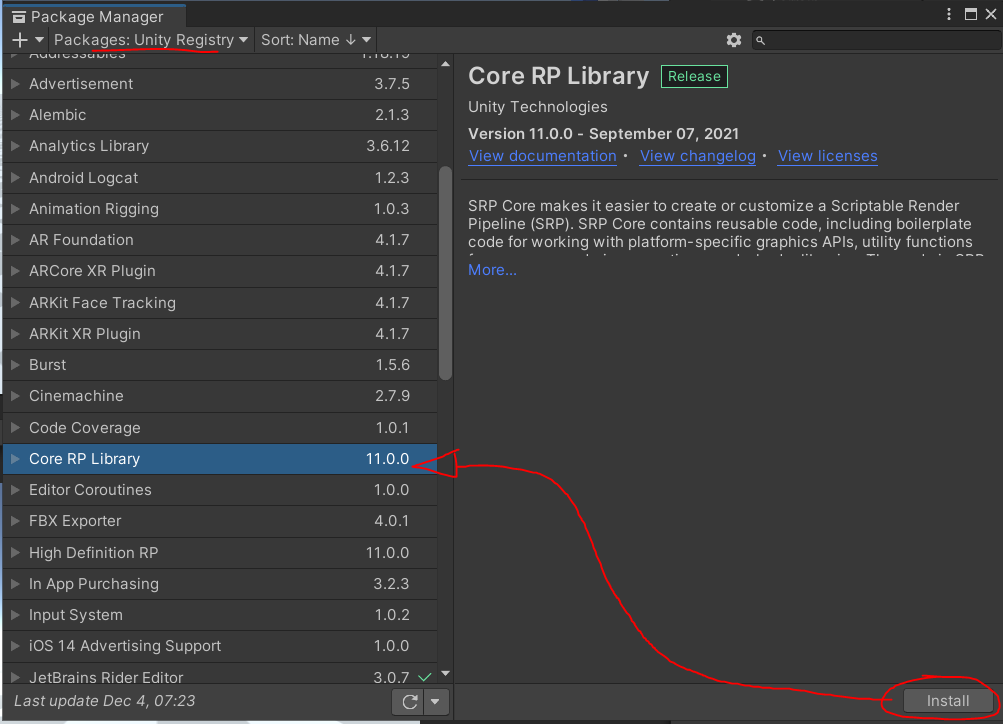 Package Manager
Packages: Unity Registry Sort: Name ↓
Addressables 1.18.15
Advertisement 3.7.5
Alembic 2.1.3
Analytics Library 3.6.12
Android Logcat 1.2.3
Animation Rigging 1.0.3
AR Foundation 4.1.7
ARCore XR Plugin 4.1.7
ARKit Face Tracking 4.1.7
ARKit XR Plugin 4.1.7
Burst 1.5.6
Cinemachine 2.7.9
Code Coverage 1.0.1
Core RP Library 11.0.0
Editor Coroutines 1.0.0
FBX Exporter 4.0.1
High Definition RP 11.0.0
In App Purchasing 3.2.3
Input System 1.0.2
iOS 14 Advertising Support 1.0.0
JetBrains Rider Editor 3.0.7
Last update Dec 4, 07:23
Core RP Library Release
Unity Technologies
Version 11.0.0 - September 07, 2021
View documentation • View changelog • View licenses
SRP Core makes it easier to create or customize a Scriptable Render
Pipeline (SRP). SRP Core contains reusable code, including boilerplate
code for working with platform-specific graphics APIs, utility functions
More...
Install